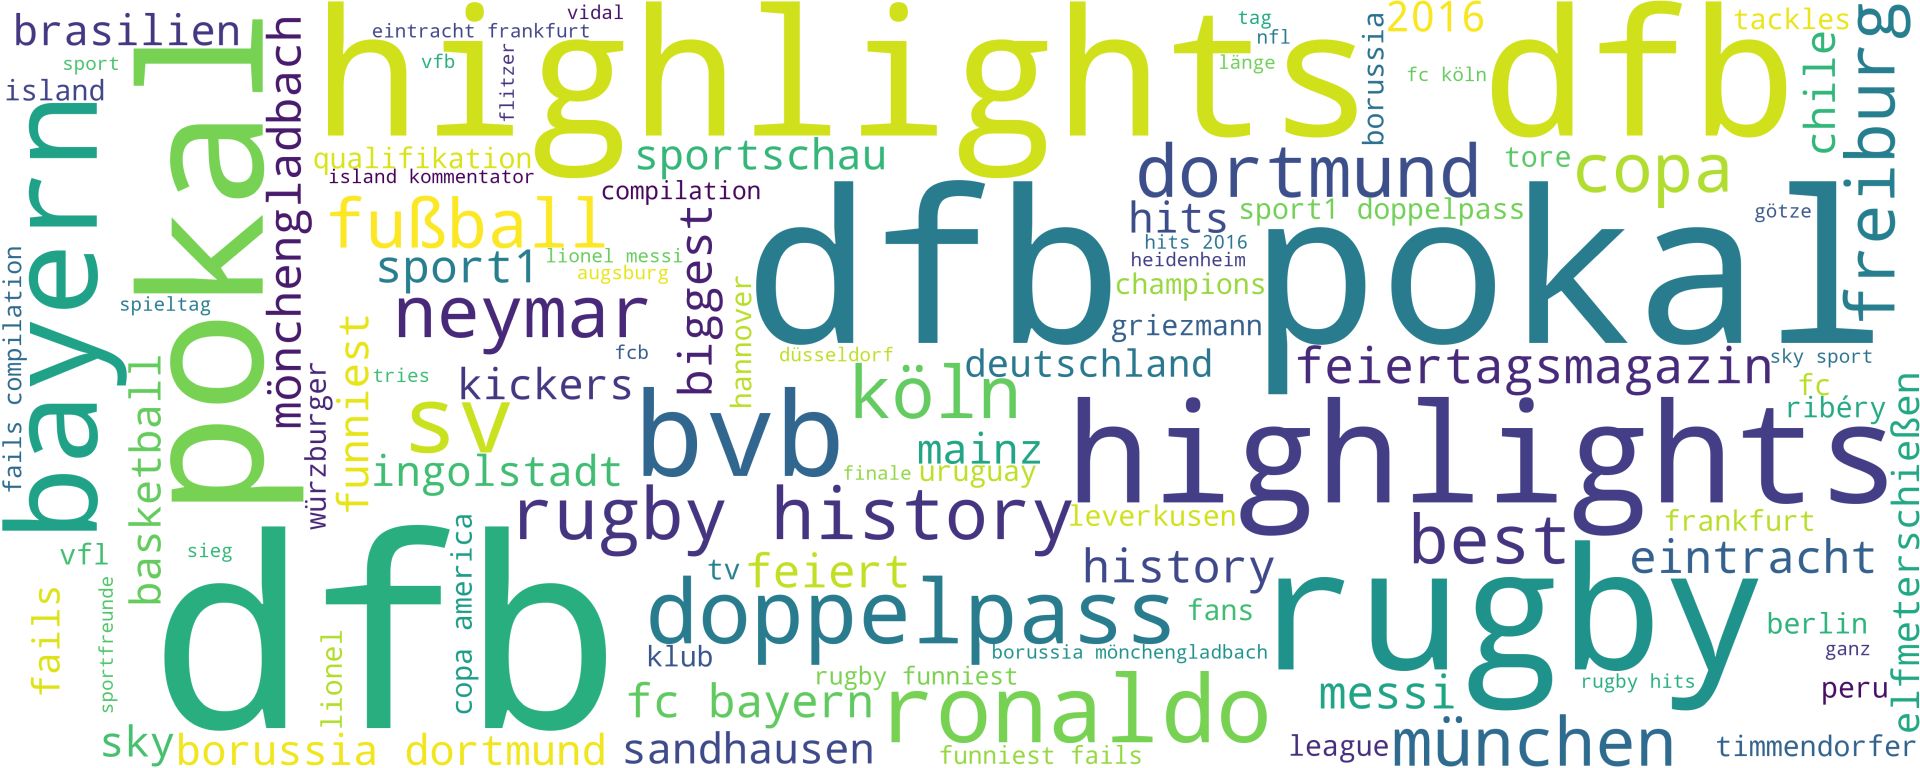 brasilien
sport
island
bayern
pokal
mönchengladbach
highlights dfb
vidal
eintracht frankfurt
vfb
flitzer
tag
nfl
länge
borussia
2016
fc köln
tackles
chile
freiburg
qualifikation
island kommentator
sportschau
compilation
dortmund
tore
copa
fußball
hits
sport1 doppelpass
götze
sport1
lionel messi
augsburg
biggest
hannover
dfb pokal
hits 2016
heidenheim
champions
griezmann
fails compilation
spieltag
neymar
fcb
düsseldorf
deutschland
feiertagsmagazin
sky sport
fc
ribéry
basketball
würzburger
funniest
tries
kickers
sv
bvb
köln
mainz
highlights
elfmeterschießen
ingolstadt
finale
uruguay
rugby history
leverkusen
best
frankfurt
vfl
sieg
dfb
copa america
tv
feiert
history
eintracht
fails
sportfreunde
lionel
doppelpass
fans
rugby
berlin
klub
borussia mönchengladbach
ganz
rugby funniest
rugby hits
fc bayern
ronaldo
messi
peru
sky
borussia dortmund
sandhausen
funniest fails
league
münchen
timmendorfer